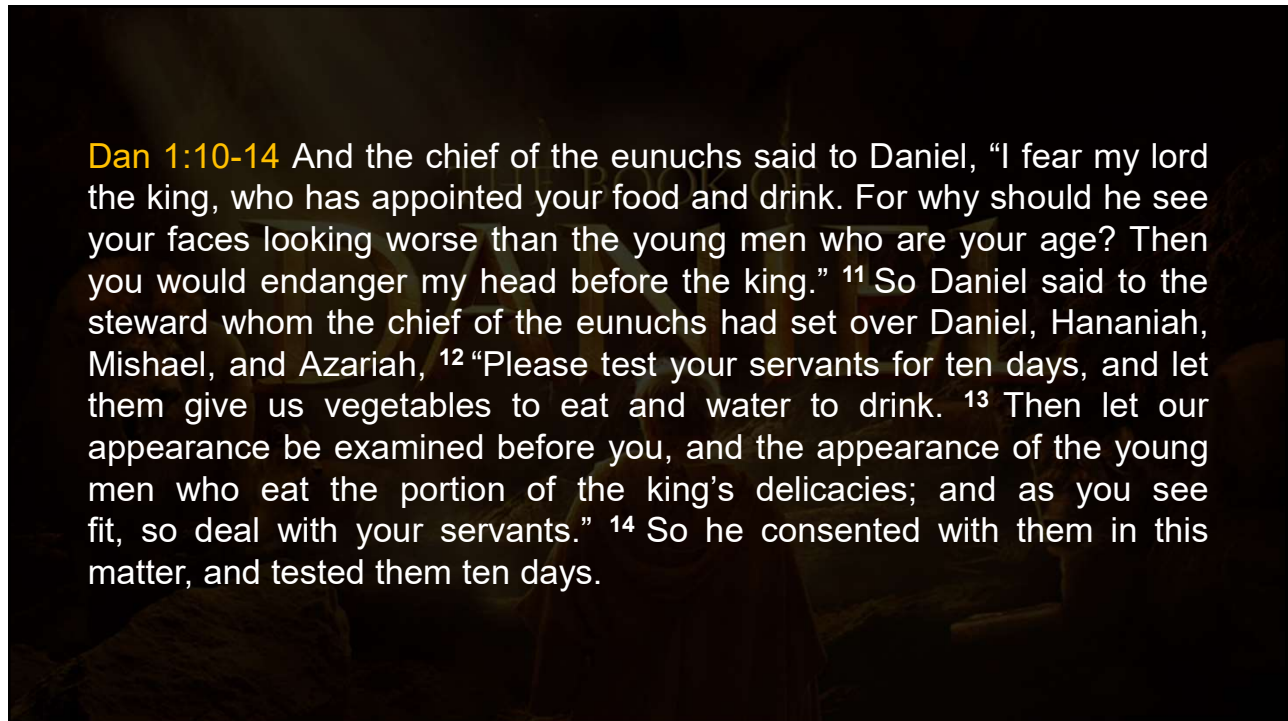 THE BOOK OF
DANIEL
Dan 1:10-14 And the chief of the eunuchs said to Daniel, “I fear my lord
the king, who has appointed your food and drink. For why should he see
your faces looking worse than the young men who are your age? Then
you would endanger my head before the king.” 11 So Daniel said to the
steward whom the chief of the eunuchs had set over Daniel, Hananiah,
Mishael, and Azariah, 12 “Please test your servants for ten days, and let
them give us vegetables to eat and water to drink. 13 Then let our
appearance be examined before you, and the appearance of the young
men who eat the portion of the king’s delicacies; and as you see
fit, so deal with your servants.” 14 So he consented with them in this
matter, and tested them ten days.